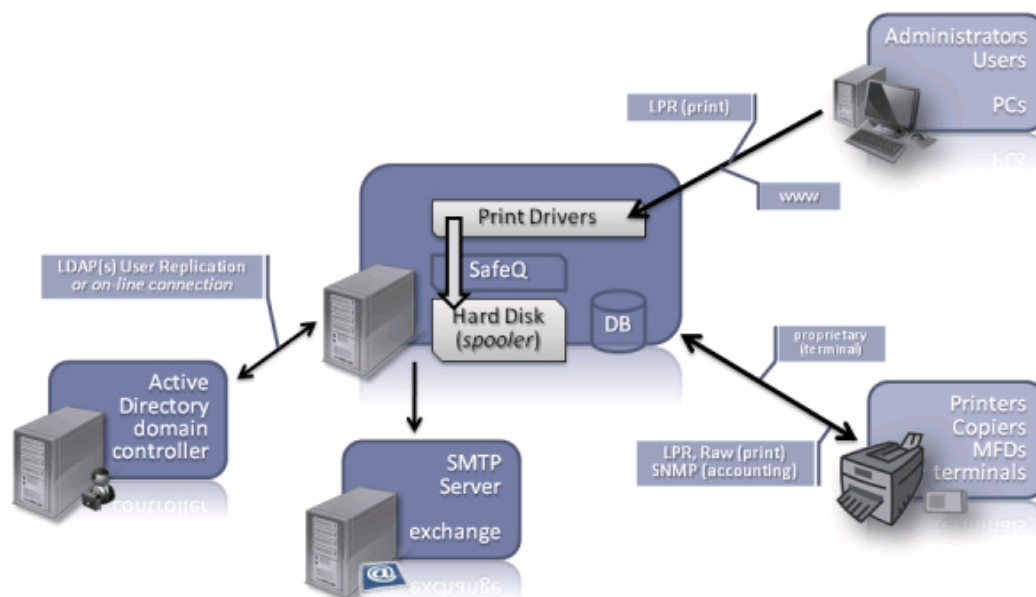 Administrators
Users
PCs
LPR (print)
www
Print Drivers
SafeQ
Hard Disk
(spooler)
DB
LDAP(s) User Replication
or on-line connection
proprietary
(terminal)
Active
Directory
domain
controller
SMTP
Server
exchange
LPR, Raw (print)
SNMP (accounting)
Printers
Copiers
MFDs
terminals